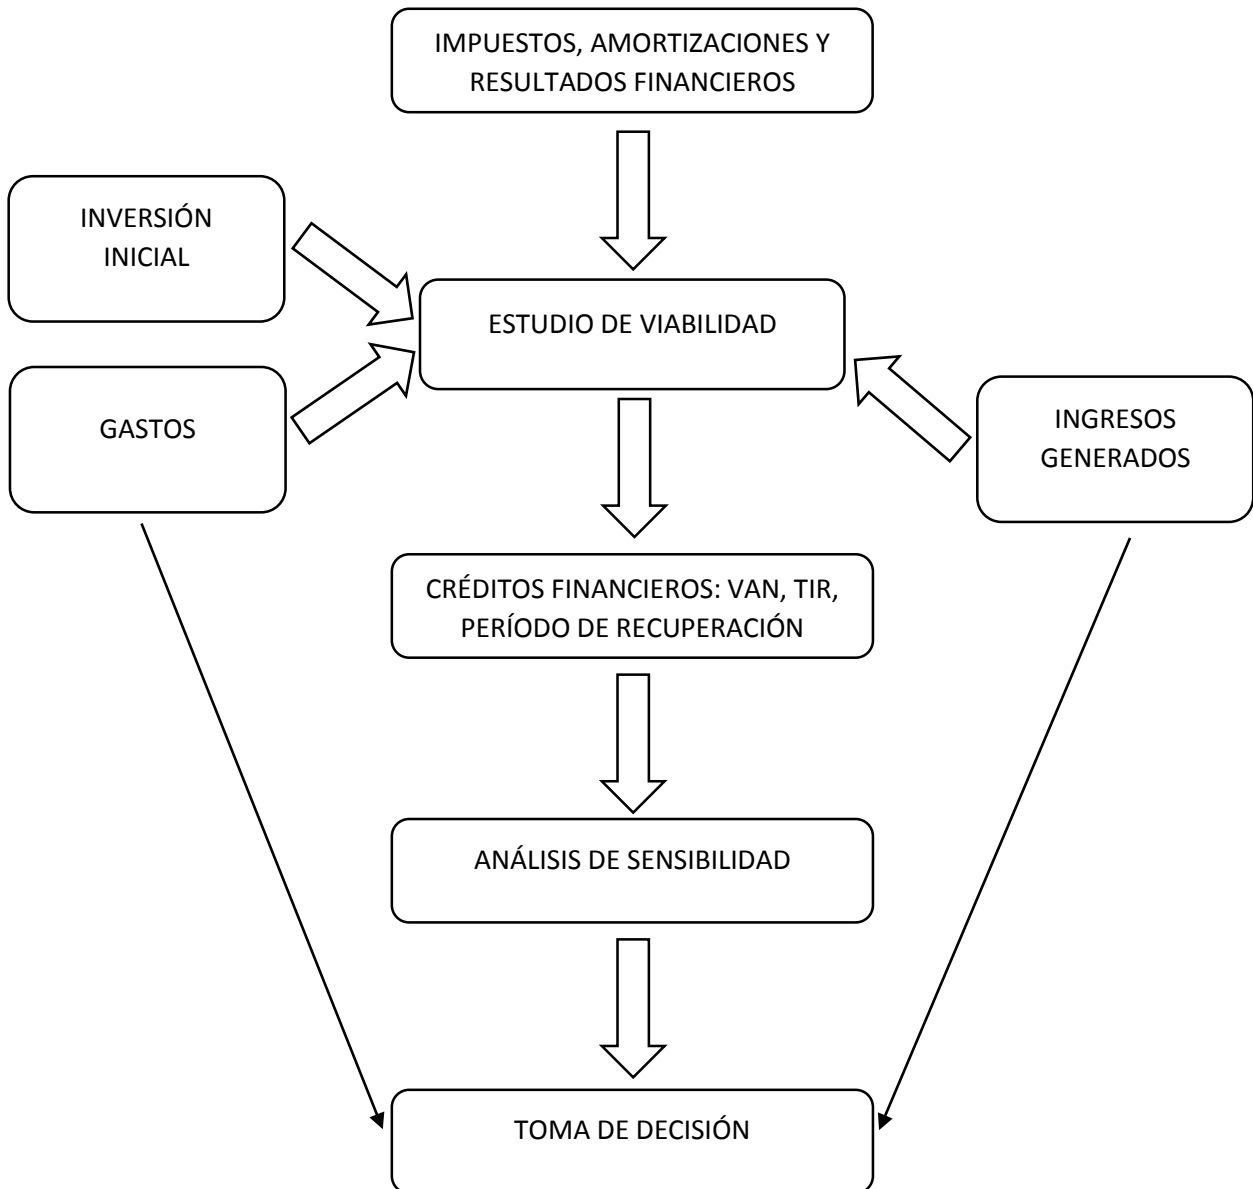 IMPUESTOS, AMORTIZACIONES Y
RESULTADOS FINANCIEROS
INVERSIÓN
INICIAL
ESTUDIO DE VIABILIDAD
GASTOS
INGRESOS
GENERADOS
CRÉDITOS FINANCIEROS: VAN, TIR,
PERÍODO DE RECUPERACIÓN
ANÁLISIS DE SENSIBILIDAD
TOMA DE DECISIÓN